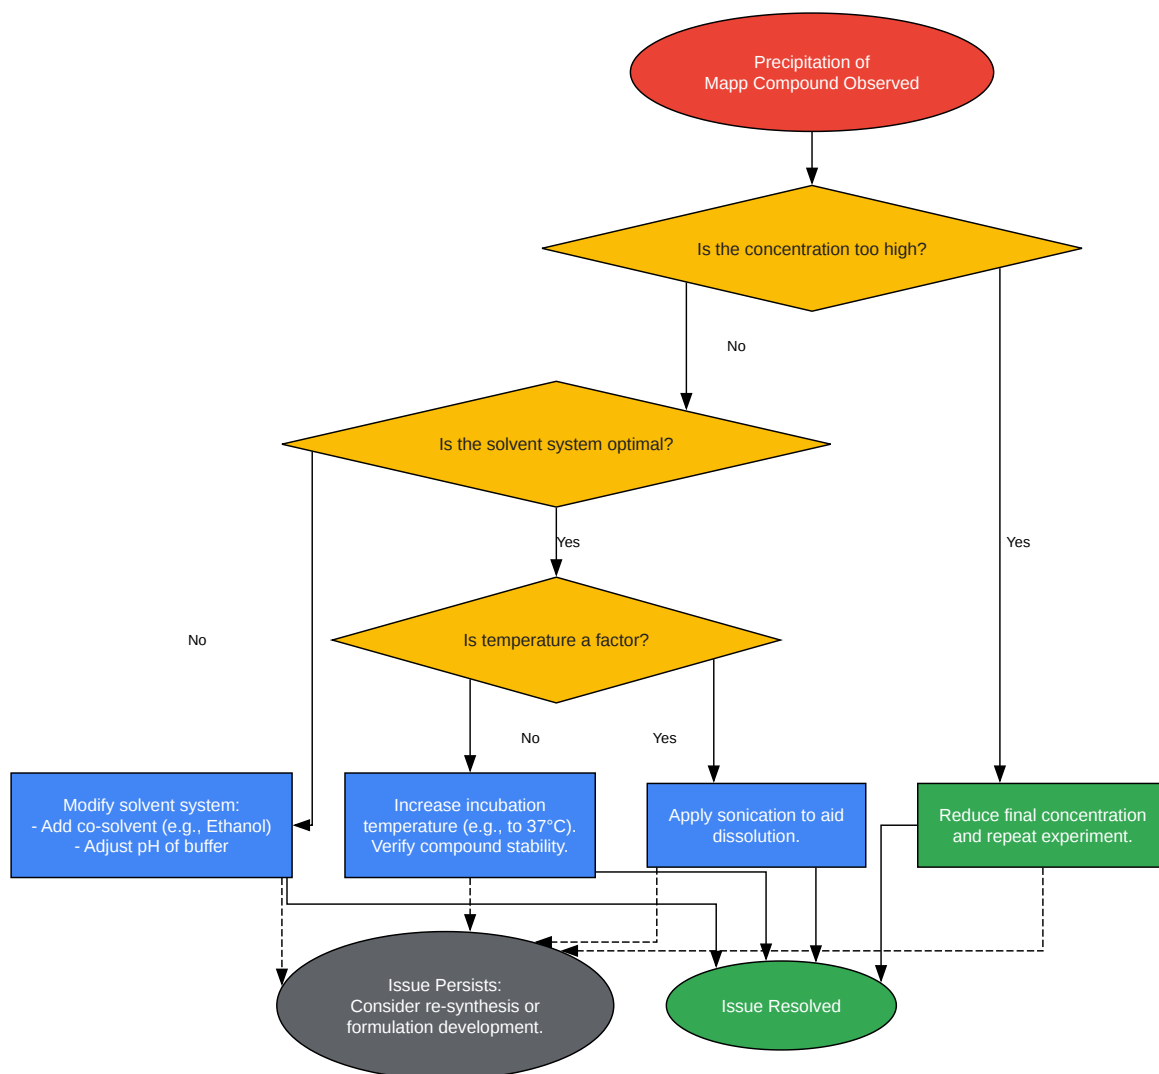 Precipitation of
Mapp Compound Observed
Is the concentration too high?
No
Is the solvent system optimal?
Yes
Yes
Is temperature a factor?
No
No
Yes
Modify solvent system:
- Add co-solvent (e.g., Ethanol)
- Adjust pH of buffer
Increase incubation
temperature (e.g., to 37°C).
Verify compound stability.
Apply sonication to aid
dissolution.
Reduce final concentration
and repeat experiment.
Issue Persists:
Consider re-synthesis or
formulation development.
Issue Resolved